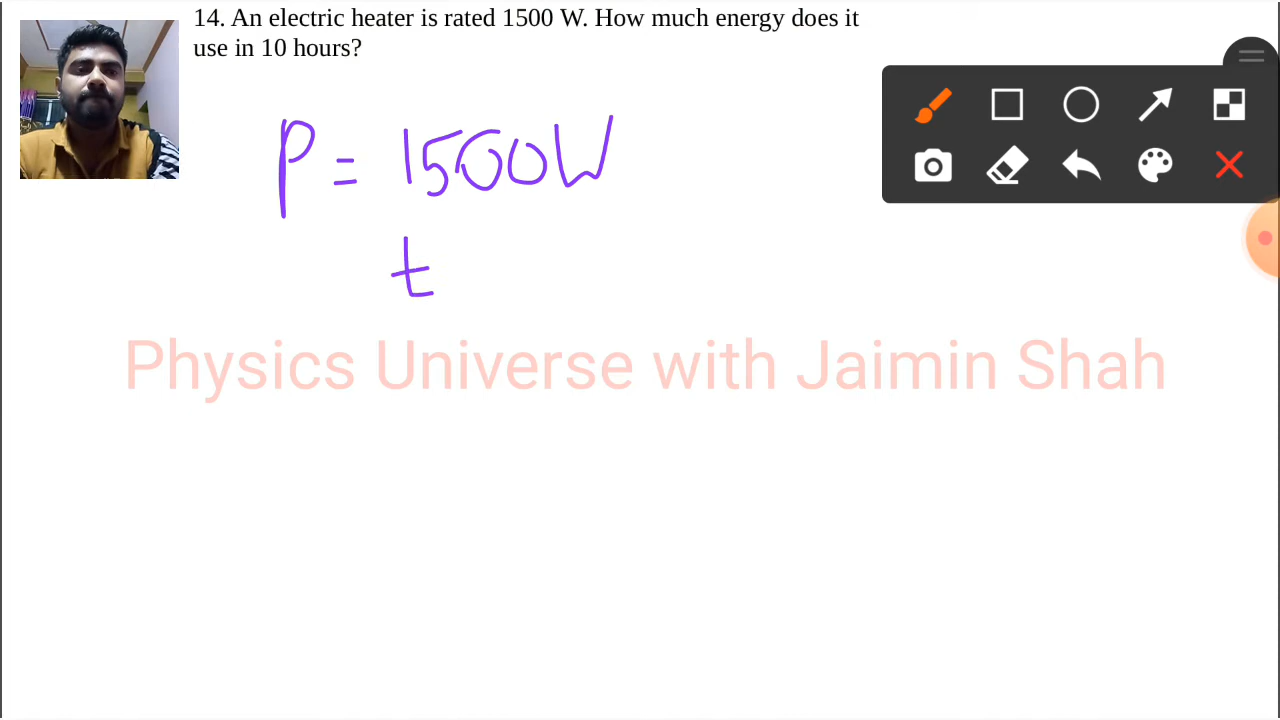 14. An electric heater is rated 1500 W. How much energy does it
use in 10 hours?
P = 1500W
t
Physics Universe with Jaimin Shah